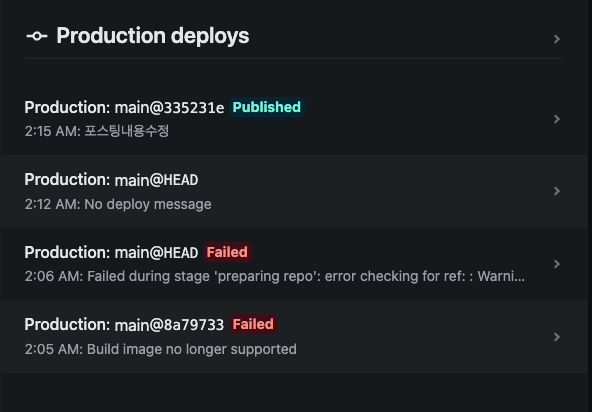 Production deploys
Production: main@335231e Published
2:15 AM: 포스팅내용수정
Production: main@HEAD
2:12 AM: No deploy message
Production: main@HEAD Failed
2:06 AM: Failed during stage 'preparing repo': error checking for ref: : Warni...
Production: main@8a79733 Failed
2:05 AM: Build image no longer supported